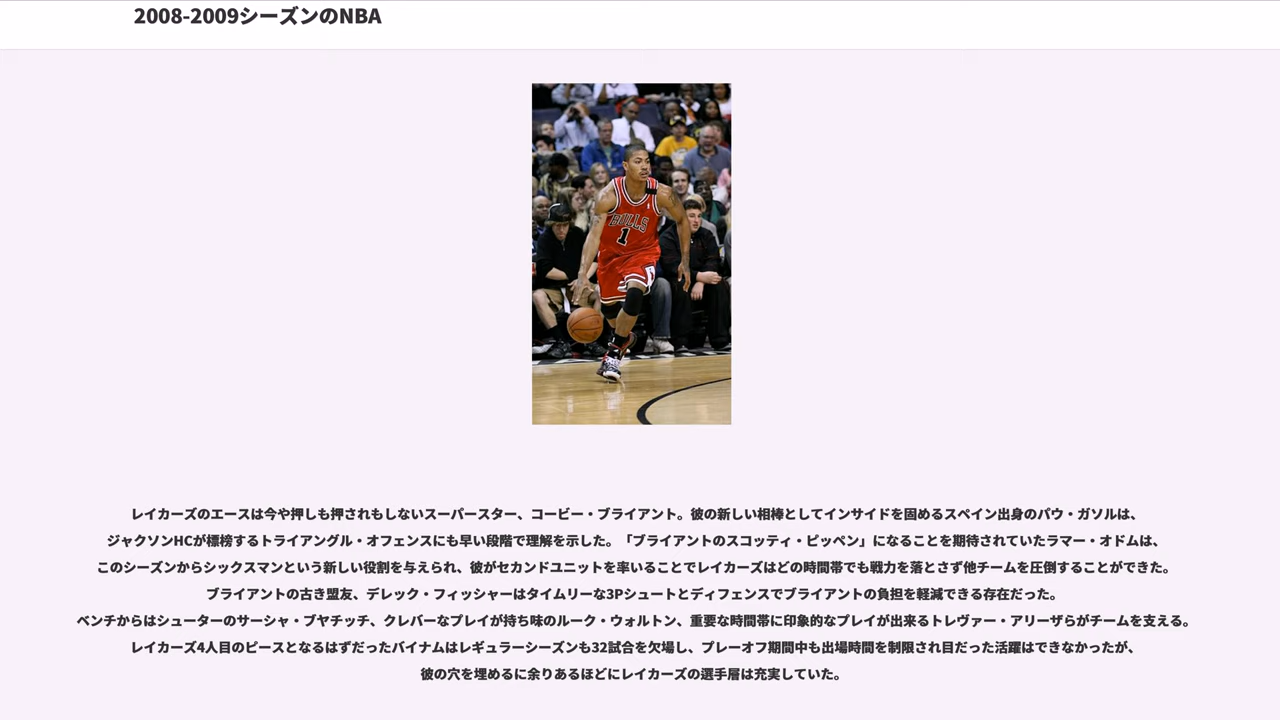 2008-2009シーズンのNBA
BULLS
1
レイカーズのエースは今や押しも押されもしないスーパースター、コービー・ブライアント。彼の新しい相棒としてインサイドを固めるスペイン出身のパウ・ガソルは、
ジャクソンHCが標榜するトライアングル・オフェンスにも早い段階で理解を示した。「ブライアントのスコッティ・ピッペン」になることを期待されていたラマー・オドムは、
このシーズンからシックスマンという新しい役割を与えられ、彼がセカンドユニットを率いることでレイカーズはどの時間帯でも戦力を落とさず他チームを圧倒することができた。
ブライアントの古き盟友、デレック・フィッシャーはタイムリーな3Pシュートとディフェンスでブライアントの負担を軽減できる存在だった。
ベンチからはシューターのサーシャ・ブヤチッチ、クレバーなプレイが持ち味のルーク・ウォルトン、重要な時間帯に印象的なプレイが出来るトレヴァー・アリーザらがチームを支える。
レイカーズ4人目のピースとなるはずだったバイナムはレギュラーシーズンも32試合を欠場し、プレーオフ期間中も出場時間を制限され目だった活躍はできなかったが、
彼の穴を埋めるに余りあるほどにレイカーズの選手層は充実していた。